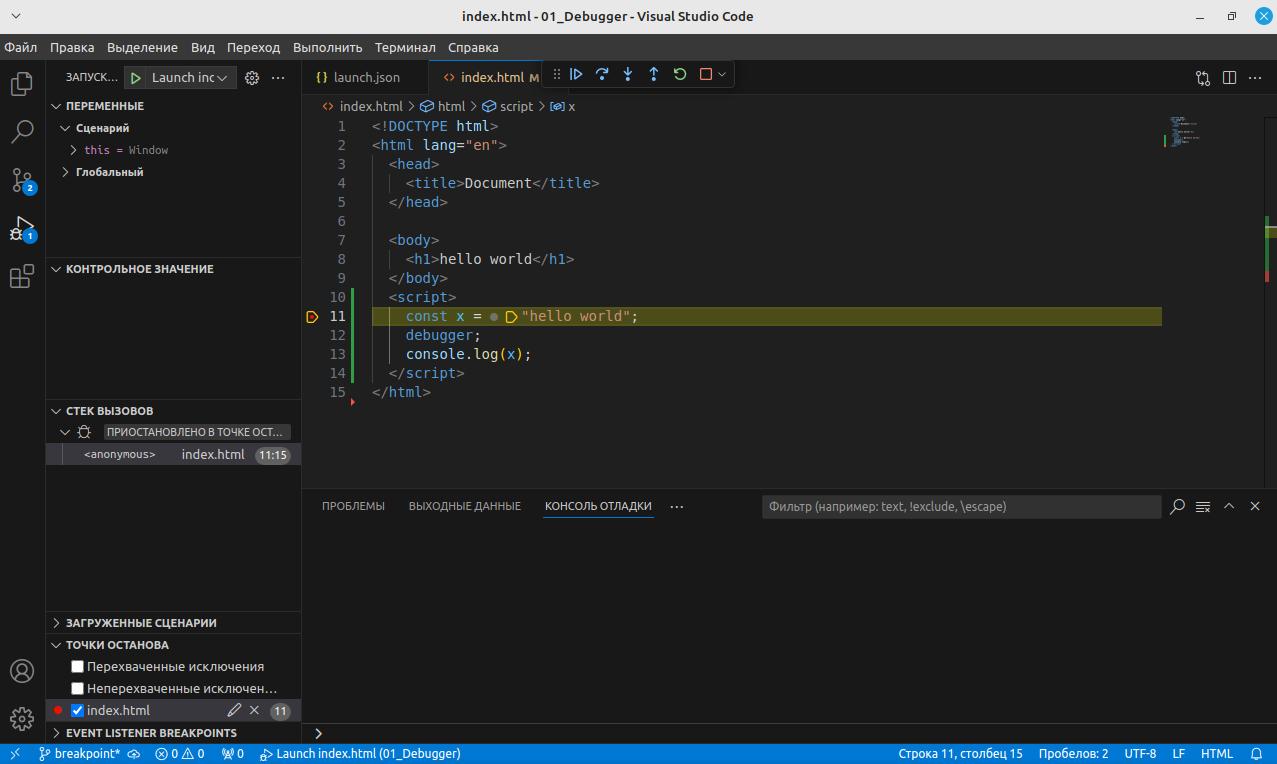 index.html - 01_Debugger - Visual Studio Code
Файл Правка Выделение Вид Переход Выполнить Терминал Справка
ЗАПУСК... Launch inc
{} launch.json
<> index.html M
<> index.html > html > script > x
ПЕРЕМЕННЫЕ
Сценарий
this = Window
Глобальный
КОНТРОЛЬНОЕ ЗНАЧЕНИЕ
СТЕК ВЫЗОВОВ
ПРИОСТАНОВЛЕНО В ТОЧКЕ ОСТ...
<anonymous> index.html 11:15
ЗАГРУЖЕННЫЕ СЦЕНАРИИ
ТОЧКИ ОСТАНОВА
Перехваченные исключения
Неперехваченные исключен...
index.html 11
EVENT LISTENER BREAKPOINTS
2
1
1 <!DOCTYPE html>
2 <html lang="en">
3 <head>
4 <title>Document</title>
5 </head>
6
7 <body>
8 <h1>hello world</h1>
9 </body>
10 <script>
11 const x = "hello world";
12 debugger;
13 console.log(x);
14 </script>
15 </html>
ПРОБЛЕМЫ ВЫХОДНЫЕ ДАННЫЕ КОНСОЛЬ ОТЛАДКИ ... Фильтр (например: text, !exclude, \escape)
>
breakpoint* 0 0 0 Launch index.html (01_Debugger) Строка 11, столбец 15 Пробелов: 2 UTF-8 LF HTML